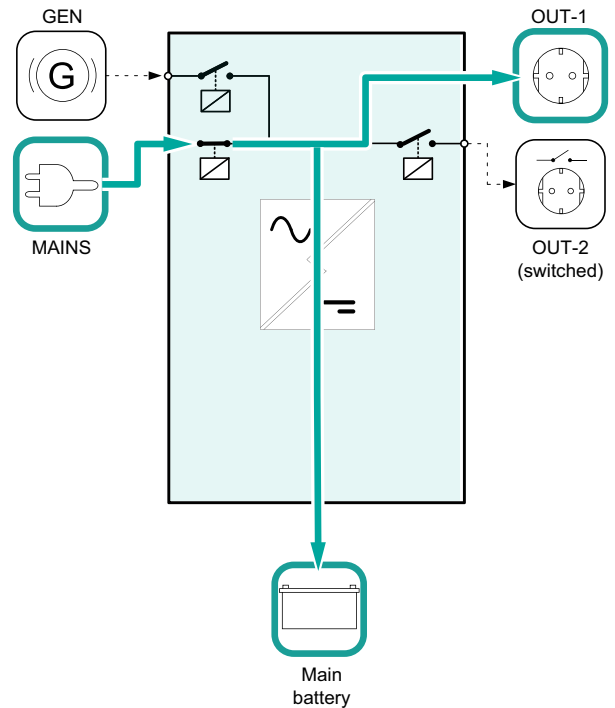 GEN
OUT-1
G
MAINS
OUT-2
(switched)
Main
battery